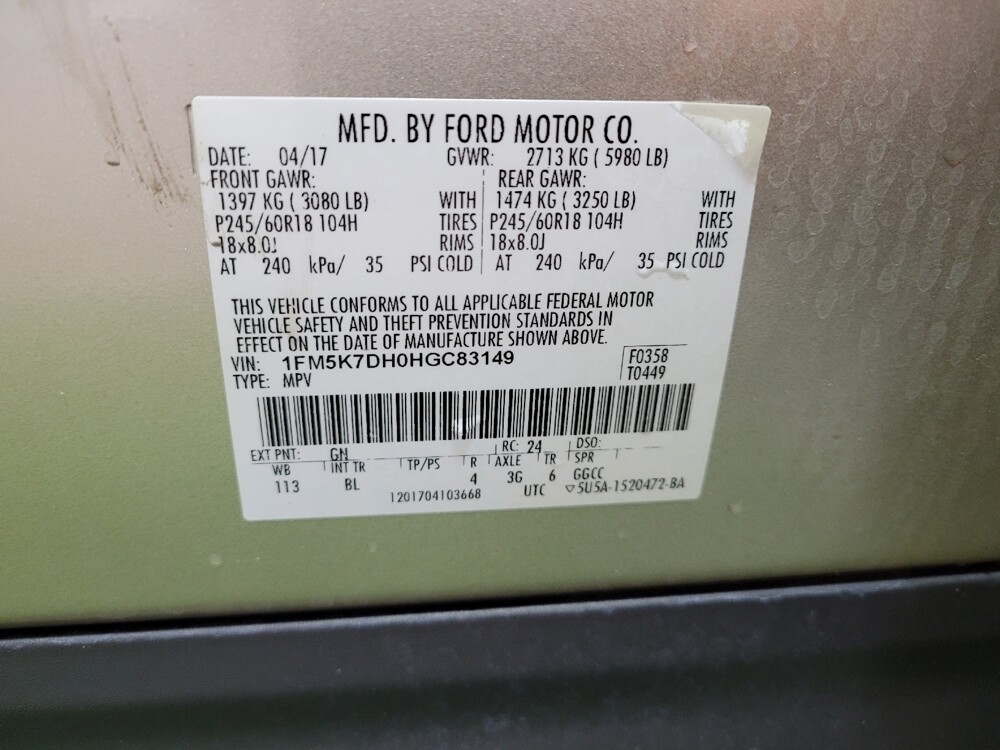 MFD. BY FORD MOTOR CO.
DATE: 04/17 GVWR: 2713 KG ( 5980 LB)
FRONT GAWR: REAR GAWR:
1397 KG ( 3080 LB) WITH 1474 KG ( 3250 LB) WITH
P245/60R18 104H TIRES P245/60R18 104H TIRES
18x8.0J RIMS 18x8.0J RIMS
AT 240 kPa/ 35 PSI COLD AT 240 kPa/ 35 PSI COLD
THIS VEHICLE CONFORMS TO ALL APPLICABLE FEDERAL MOTOR
VEHICLE SAFETY AND THEFT PREVENTION STANDARDS IN
EFFECT ON THE DATE OF MANUFACTURE SHOWN ABOVE.
VIN: 1FM5K7DH0HGC83149 F0358
TYPE: MPV T0449
EXT PNT: GN RC: 24 DSO:
WB INT TR TP/PS R AXLE TR SPR
113 BL 4 3G 6 GGCC
1201704103668 UTC ▽5U5A-1520472-BA